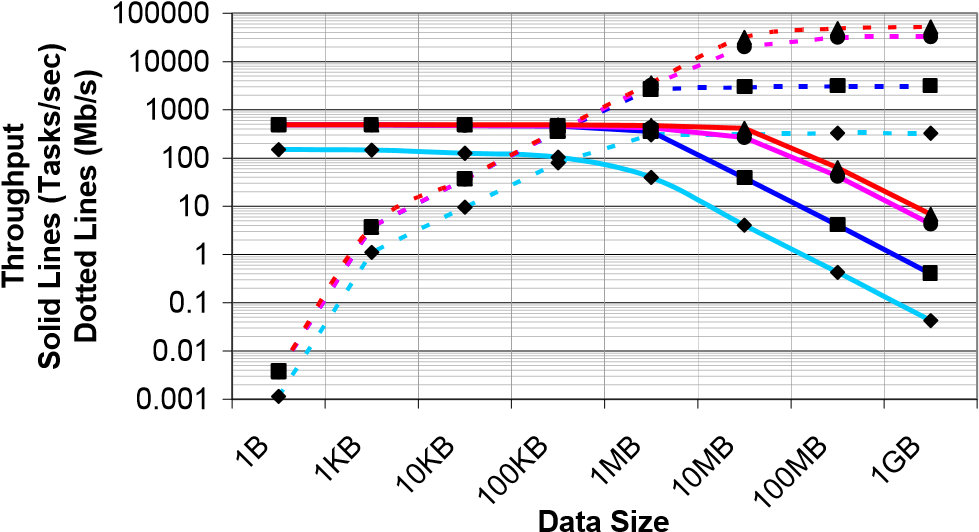 Throughput
Solid Lines (Tasks/sec)
Dotted Lines (Mb/s)
100000
10000
1000
100
10
1
0.1
0.01
0.001
1B
1KB
10KB
100KB
1MB
10MB
100MB
1GB
Data Size